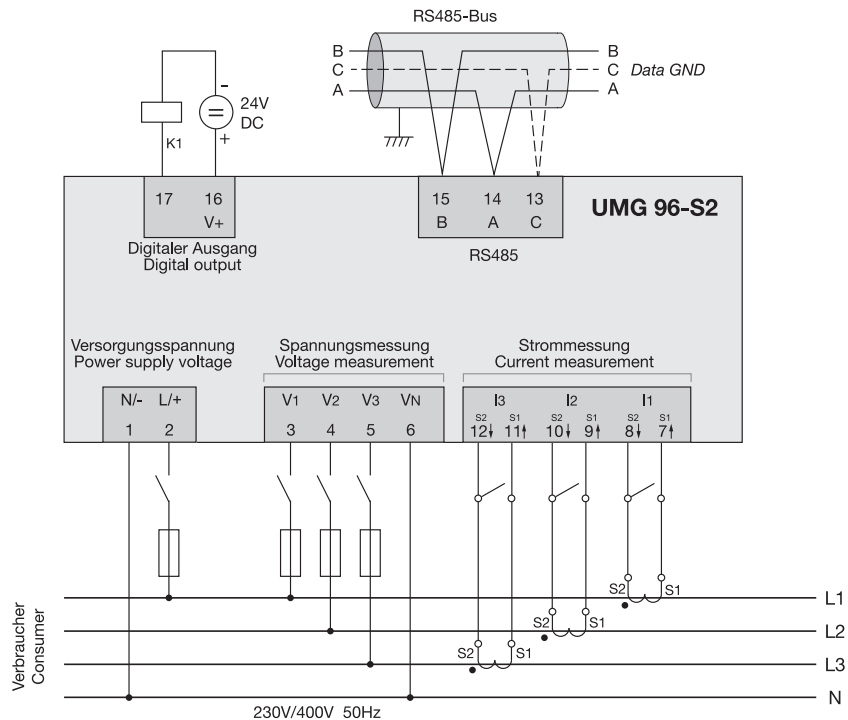 RS485-Bus
B B
C C Data GND
A A
- 24V
DC
K1 +
17 16
V+
15 14 13
B A C
UMG 96-S2
Digitaler Ausgang
Digital output
RS485
Versorgungsspannung
Power supply voltage
Spannungsmessung
Voltage measurement
Strommessung
Current measurement
N/- L/+
1 2
V1 V2 V3 VN
3 4 5 6
I3 I2 I1
S2 S1 S2 S1 S2 S1
12↓ 11↑ 10↓ 9↑ 8↓ 7↑
S2 S1
L1
S2 S1
L2
S2 S1
L3
N
Verbraucher
Consumer
230V/400V 50Hz